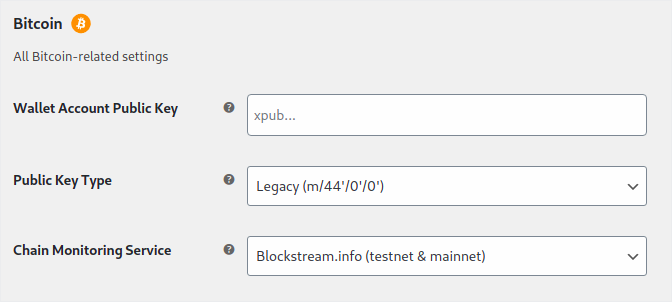 Bitcoin
All Bitcoin-related settings
Wallet Account Public Key ? xpub...
Public Key Type ? Legacy (m/44'/0'/0')
Chain Monitoring Service ? Blockstream.info (testnet & mainnet)